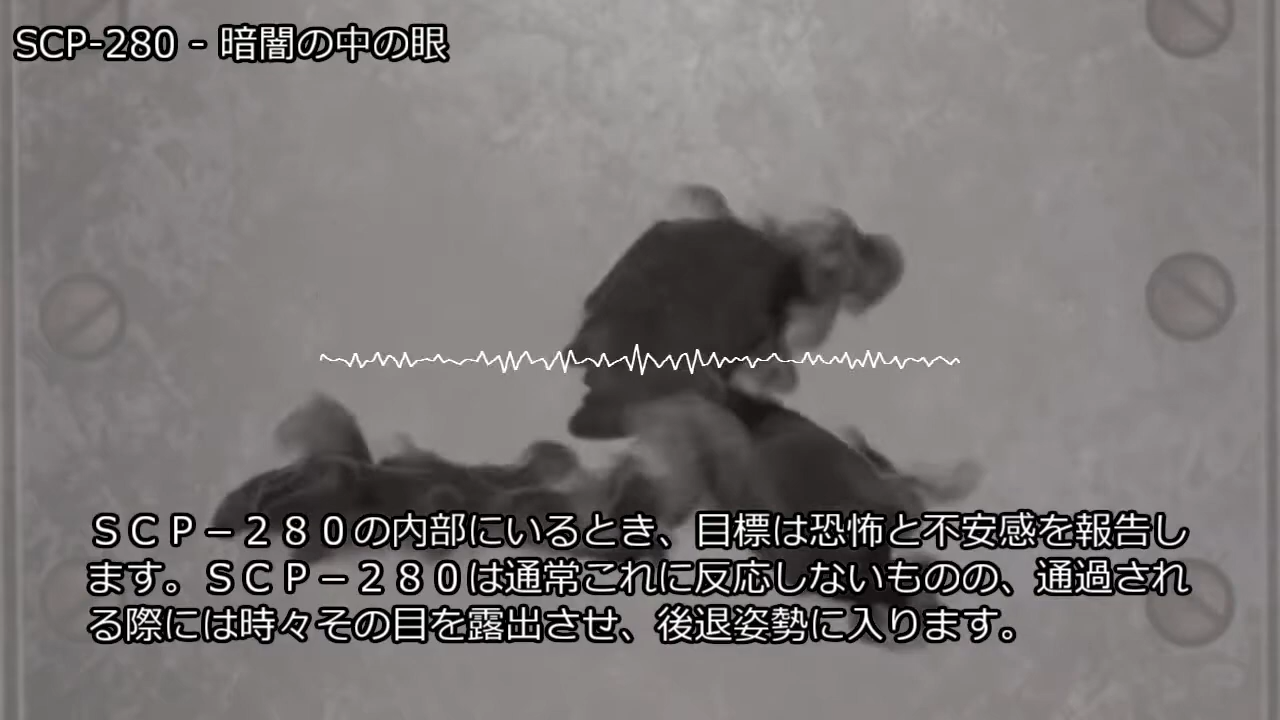 SCP-280 - 暗闇の中の眼
ＳＣＰ－２８０の内部にいるとき、目標は恐怖と不安感を報告し
ます。ＳＣＰ－２８０は通常これに反応しないものの、通過され
る際には時々その目を露出させ、後退姿勢に入ります。